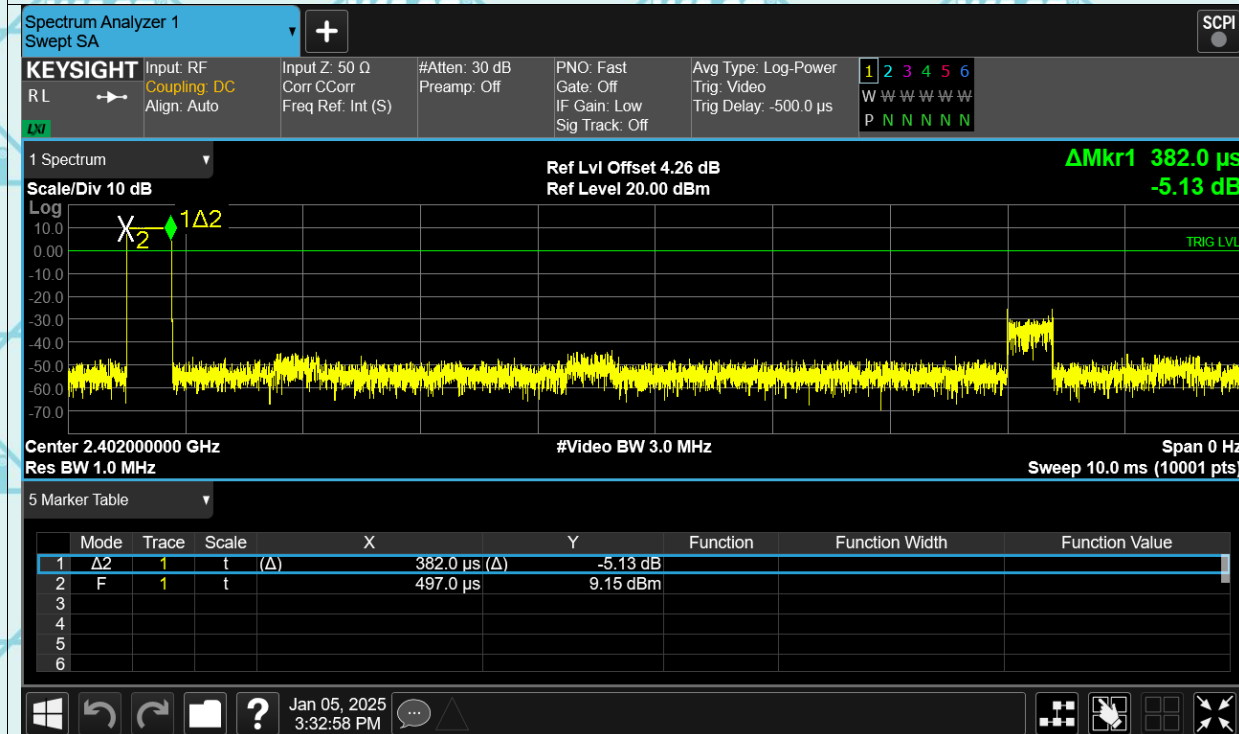 Spectrum Analyzer 1
Swept SA
+
SCPI
KEYSIGHT
RL
LXI
Input: RF
Coupling: DC
Align: Auto
Input Z: 50 Ω
Corr CCorr
Freq Ref: Int (S)
#Atten: 30 dB
Preamp: Off
PNO: Fast
Gate: Off
IF Gain: Low
Sig Track: Off
Avg Type: Log-Power
Trig: Video
Trig Delay: -500.0 µs
1 2 3 4 5 6
W W W W W W
P N N N N N
1 Spectrum
Scale/Div 10 dB
Ref Lvl Offset 4.26 dB
Ref Level 20.00 dBm
ΔMkr1 382.0 µs
-5.13 dB
Log
10.0
0.00
-10.0
-20.0
-30.0
-40.0
-50.0
-60.0
-70.0
X2
1Δ2
TRIG LVL
Center 2.402000000 GHz
#Video BW 3.0 MHz
Span 0 Hz
Res BW 1.0 MHz
Sweep 10.0 ms (10001 pts)
5 Marker Table
Mode Trace Scale X Y Function Function Width Function Value
1 Δ2 1 t (Δ) 382.0 µs (Δ) -5.13 dB
2 F 1 t 497.0 µs 9.15 dBm
3
4
5
6
?
Jan 05, 2025
3:32:58 PM